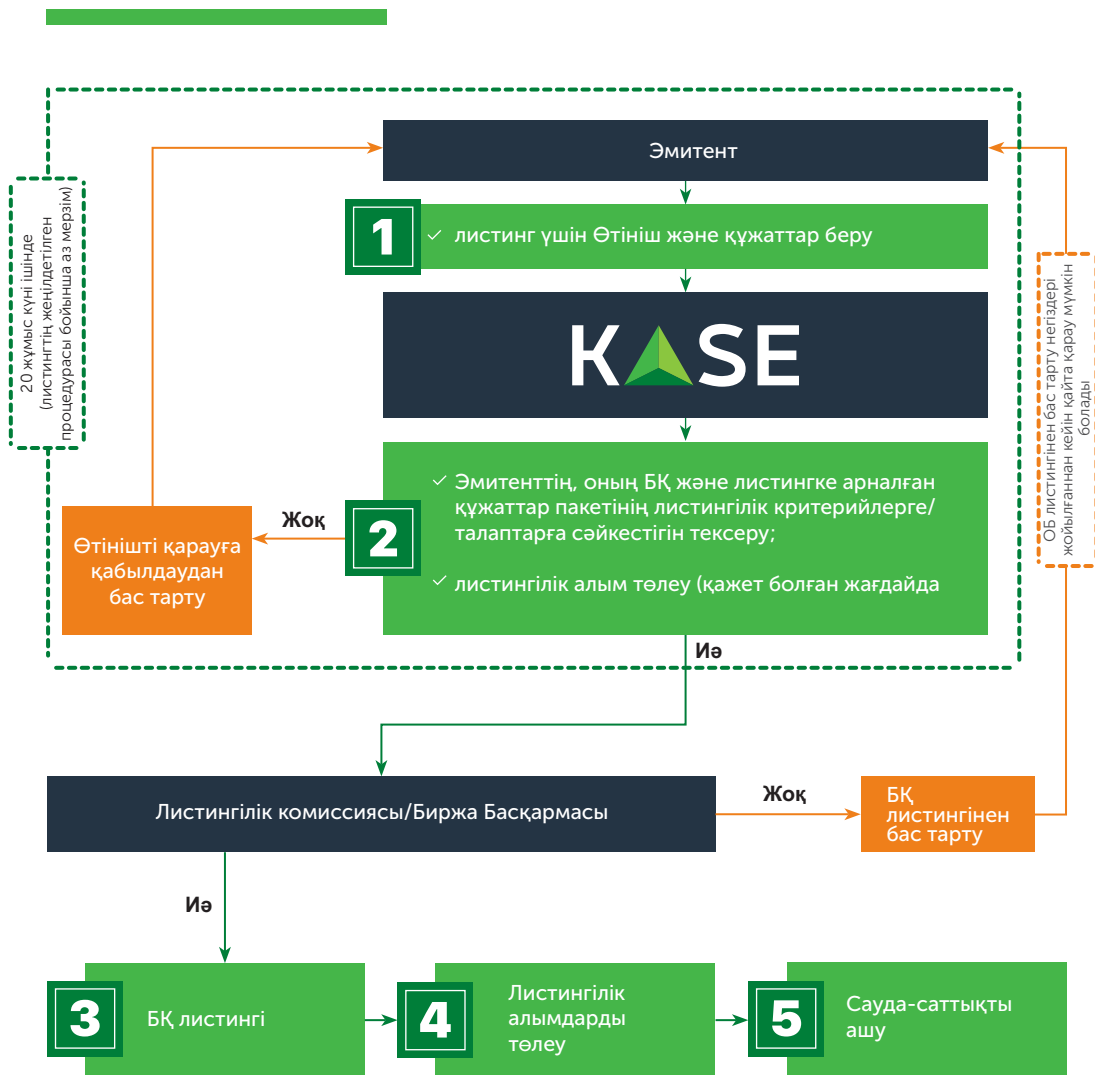 Эмитент
1
листинг үшін Өтініш және құжаттар беру
KASE
20 жұмыс күні ішінде
(листингтің жеңілдетілген
процедурасы бойынша аз мерзім)
2
Эмитенттің, оның БҚ және листингке арналған
құжаттар пакетінің листингілік критерийлерге/
талаптарға сәйкестігін тексеру;
листингілік алым төлеу (қажет болған жағдайда
Жоқ
Өтінішті қарауға
қабылдаудан
бас тарту
ОБ листингінен бас тарту негіздері
жойылғаннан кейін қайта қарау мүмкін
болады
Иә
Листингілік комиссиясы/Биржа Басқармасы
Жоқ
БҚ
листингінен
бас тарту
Иә
3
БҚ листингі
4
Листингілік
алымдарды
төлеу
5
Сауда-саттықты
ашу